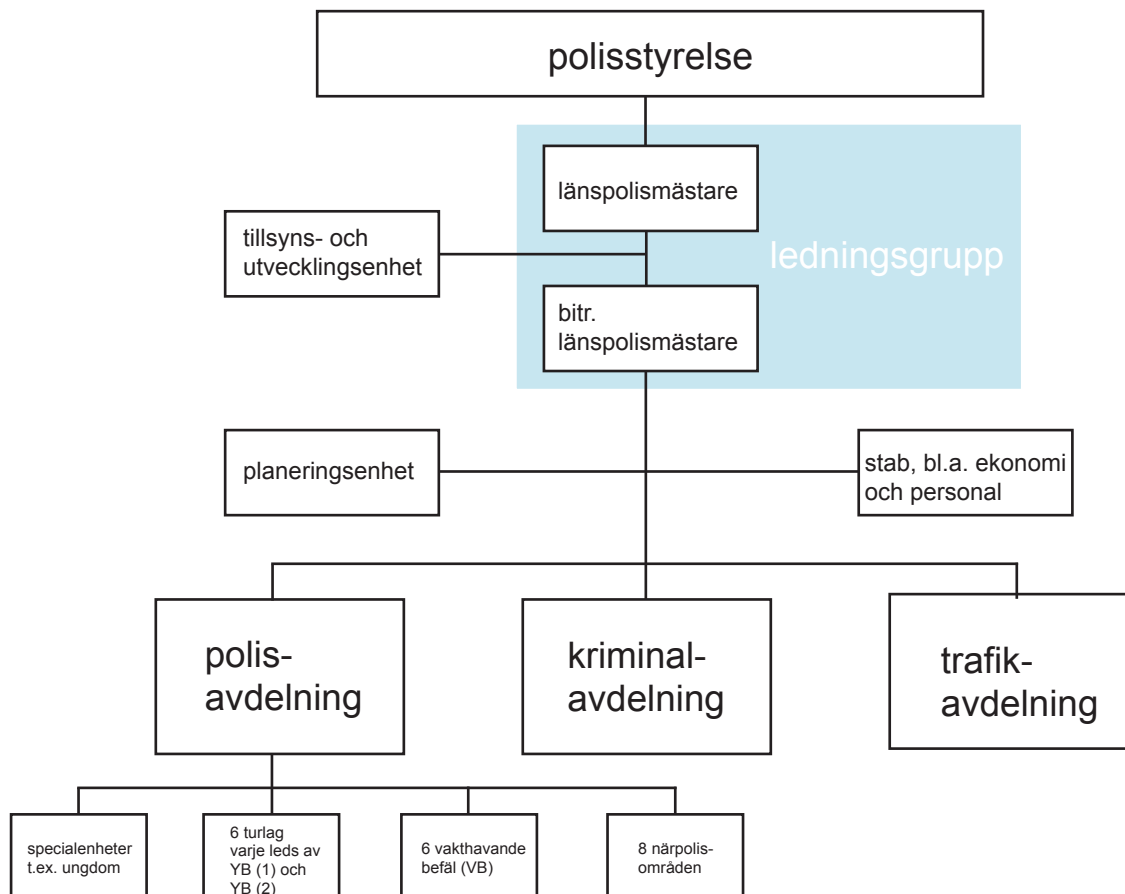 polisstyrelse
länspolismästare
ledningsgrupp
tillsyns- och
utvecklingsenhet
bitr.
länspolismästare
planeringsenhet
stab, bl.a. ekonomi
och personal
polis-
avdelning
kriminal-
avdelning
trafik-
avdelning
specialenheter
t.ex. ungdom
6 turlag
varje leds av
YB (1) och
YB (2)
6 vakthavande
befäl (VB)
8 närpolis-
områden